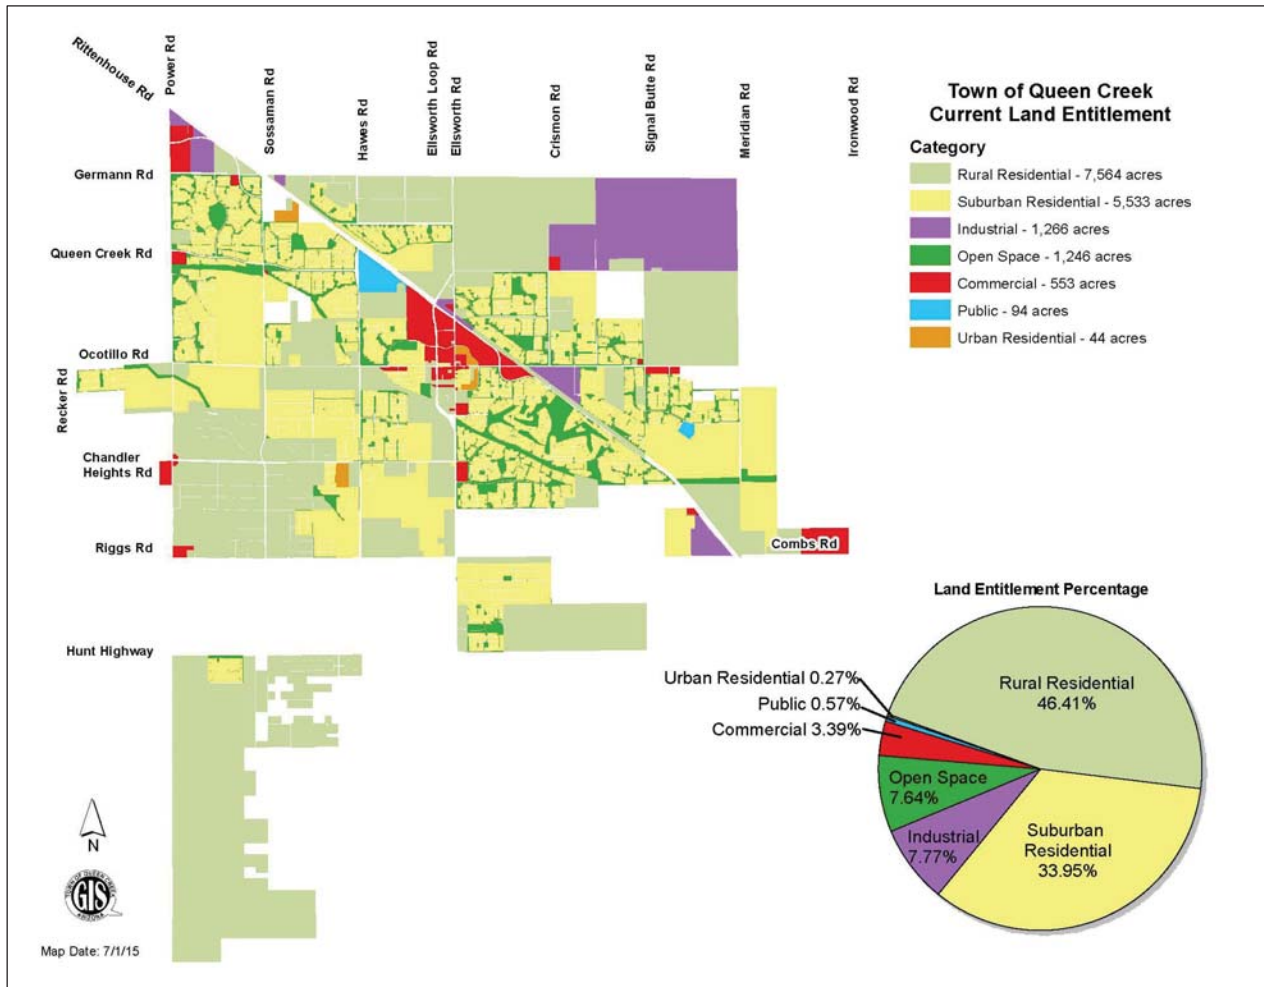 Rittenhouse Rd
Power Rd
Sossaman Rd
Hawes Rd
Ellsworth Loop Rd
Ellsworth Rd
Crismon Rd
Signal Butte Rd
Meridian Rd
Ironwood Rd
Town of Queen Creek
Current Land Entitlement
Category
Rural Residential - 7,564 acres
Suburban Residential - 5,533 acres
Industrial - 1,266 acres
Open Space - 1,246 acres
Commercial - 553 acres
Public - 94 acres
Urban Residential - 44 acres
Germann Rd
Queen Creek Rd
Ocotillo Rd
Recker Rd
Chandler
Heights Rd
Riggs Rd
Combs Rd
Hunt Highway
Land Entitlement Percentage
Urban Residential 0.27%
Public 0.57%
Commercial 3.39%
Rural Residential
46.41%
Open Space
7.64%
Industrial
7.77%
Suburban
Residential
33.95%
N
TOWN OF QUEEN CREEK
GIS
ARIZONA
Map Date: 7/1/15